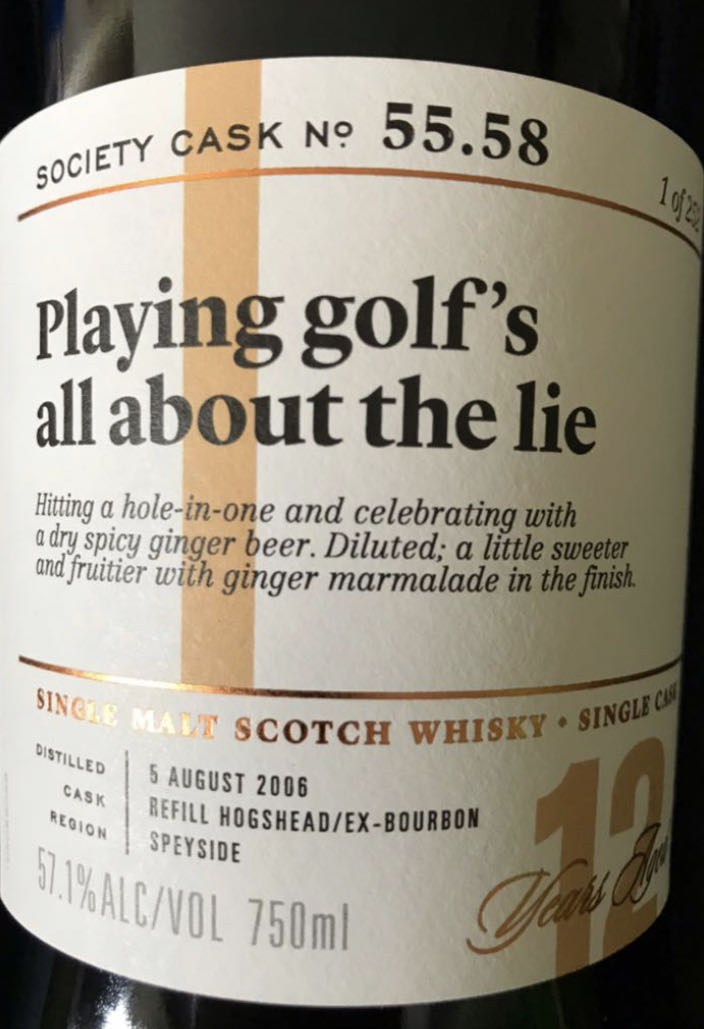 SOCIETY CASK Nº 55.58
1 of
Playing golf's
all about the lie
Hitting a hole-in-one and celebrating with
a dry spicy ginger beer. Diluted; a little sweeter
and fruitier with ginger marmalade in the finish.
SINGLE MALT SCOTCH WHISKY • SINGLE CASK
DISTILLED 5 AUGUST 2006
CASK REFILL HOGSHEAD/EX-BOURBON
REGION SPEYSIDE
57.1%ALC/VOL 750ml
12
Years Aged